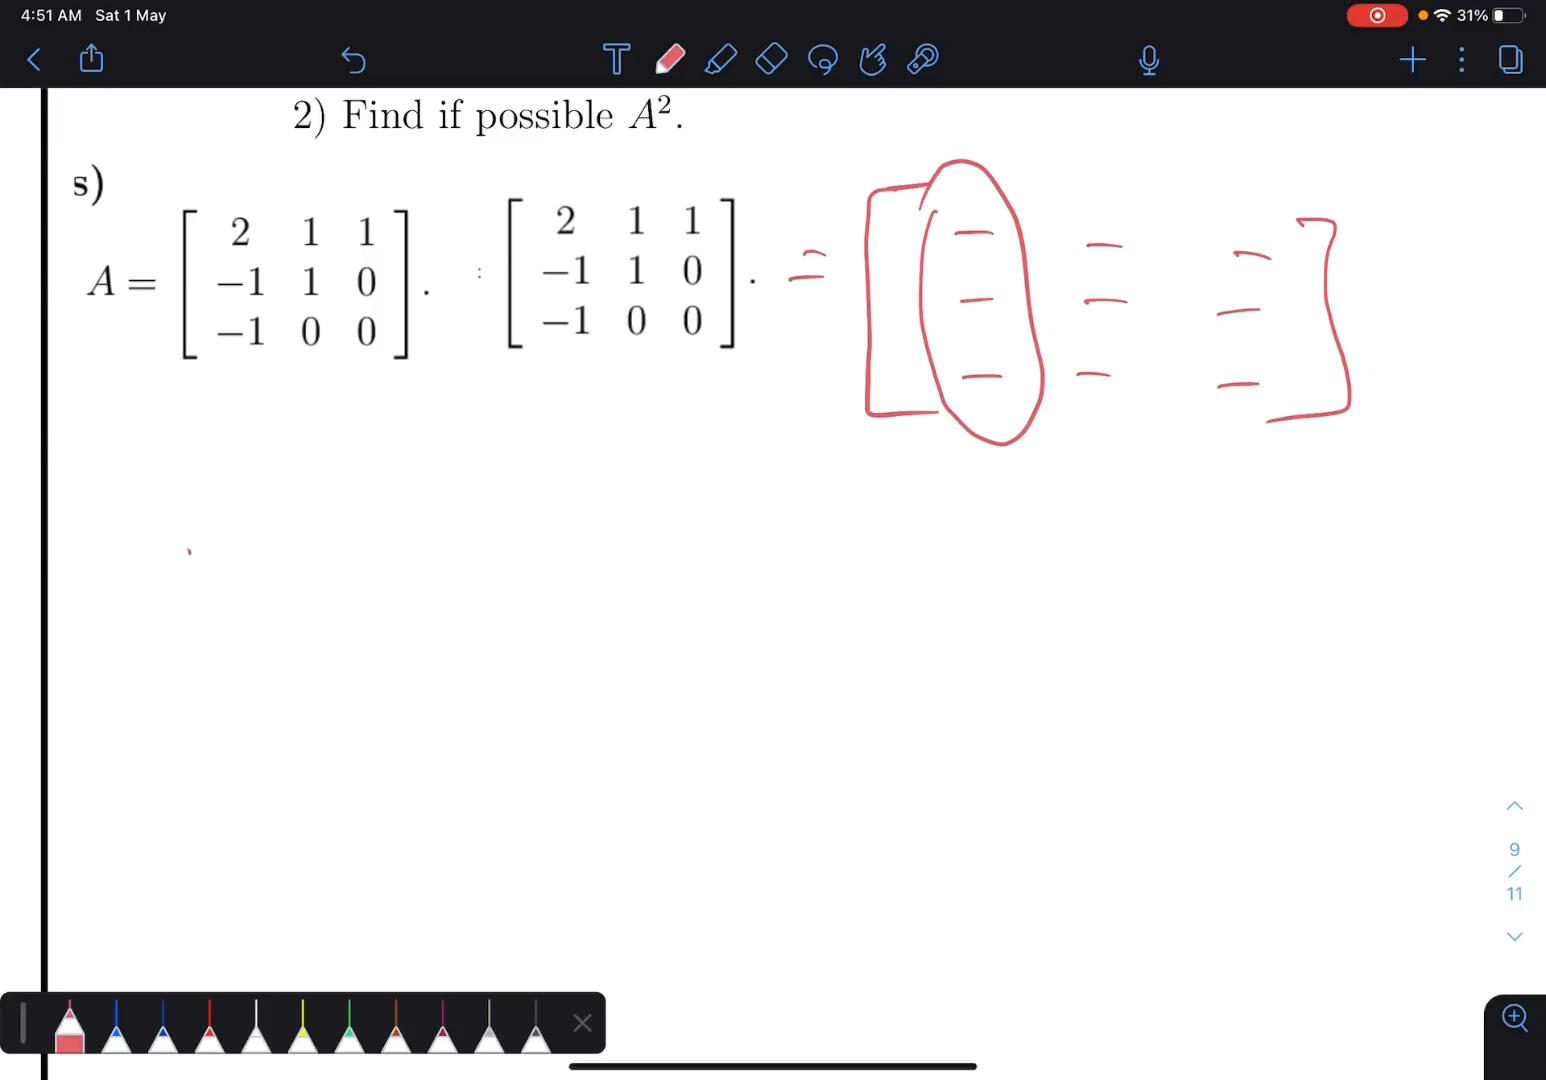 4:51 AM Sat 1 May 31%
2) Find if possible A².
s)
A = [ 2 1 1 ] . : [ 2 1 1 ] . = [ – – – ]
−1 1 0 −1 1 0 – – –
−1 0 0 −1 0 0 – – –
9
/
11